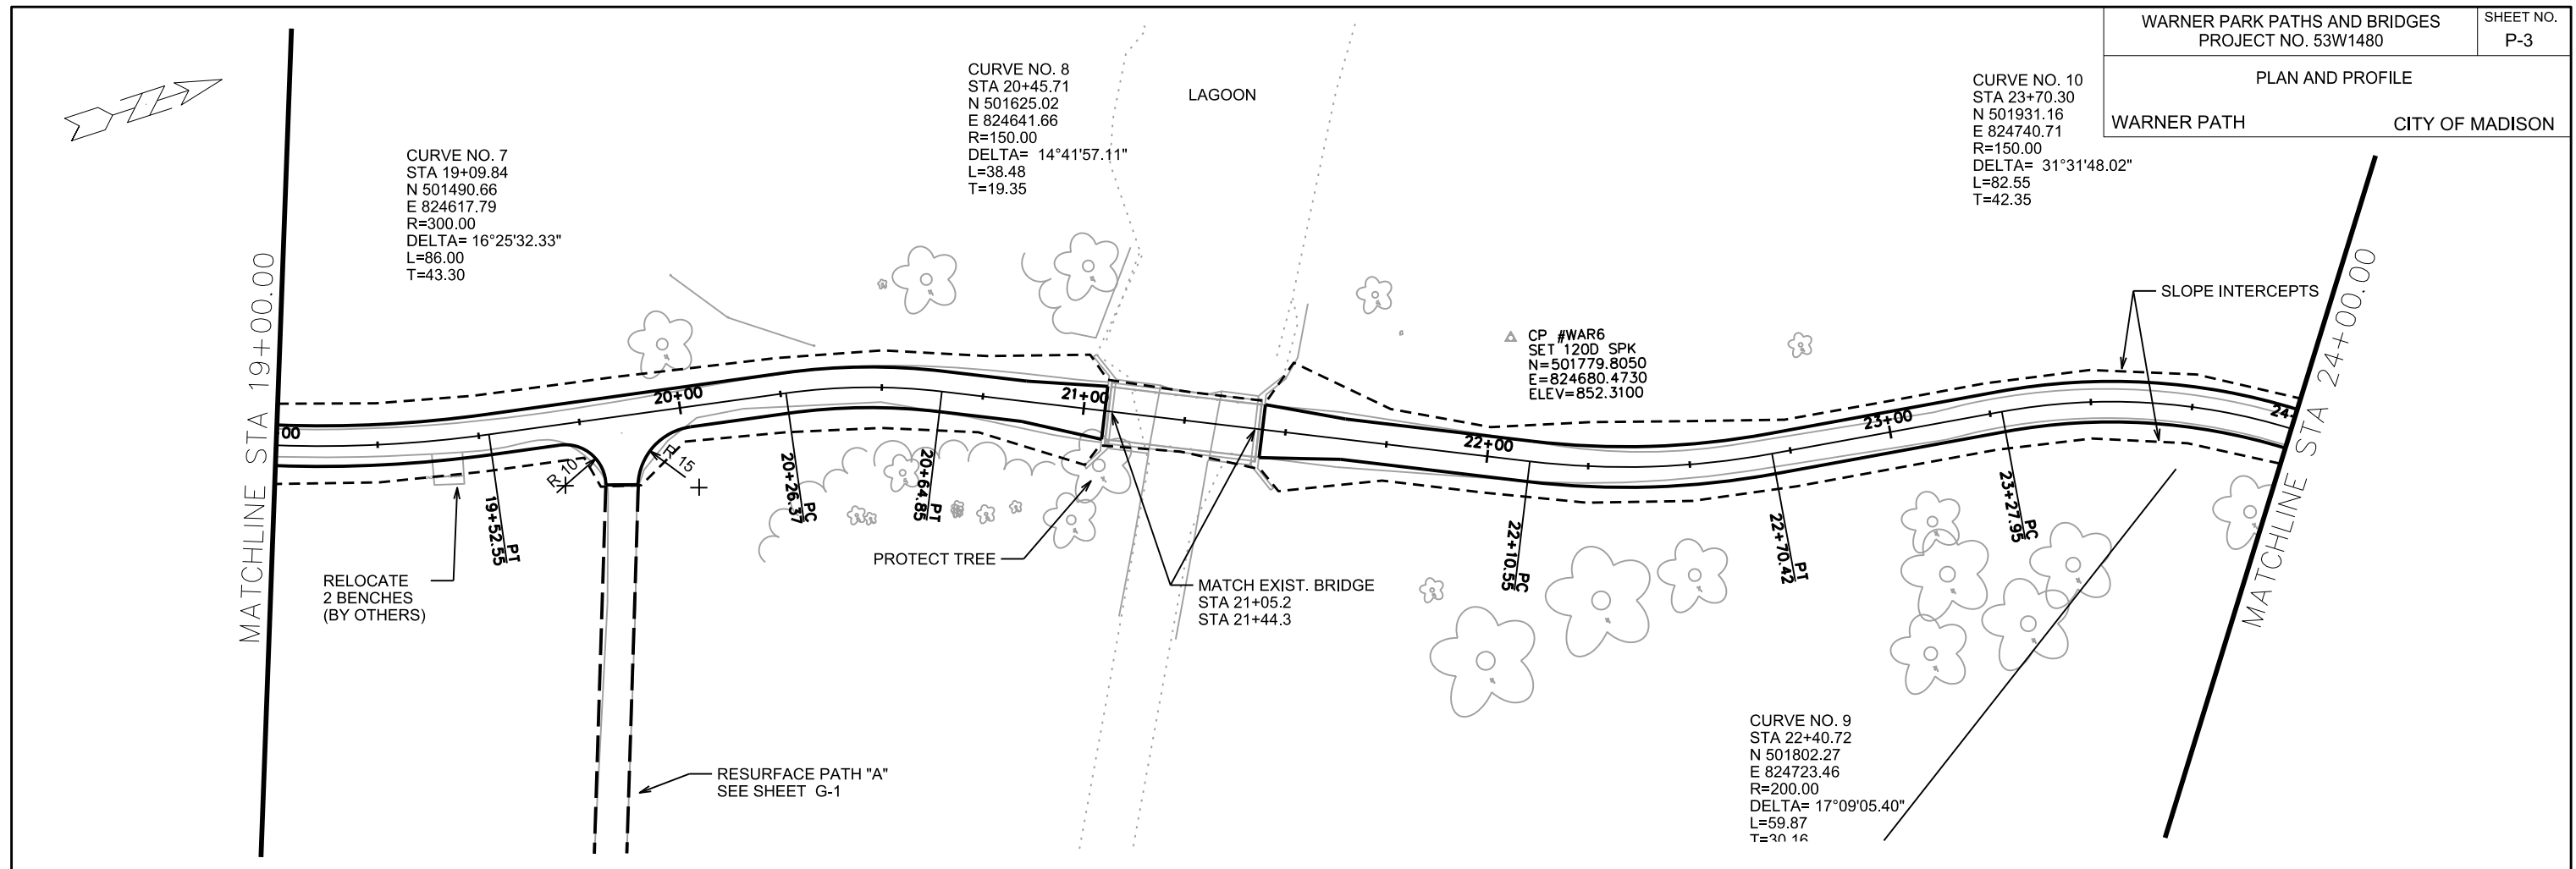 WARNER PARK PATHS AND BRIDGES
PROJECT NO. 53W1480
SHEET NO.
P-3
PLAN AND PROFILE
WARNER PATH
CITY OF MADISON
CURVE NO. 7
STA 19+09.84
N 501490.66
E 824617.79
R=300.00
DELTA= 16°25'32.33"
L=86.00
T=43.30
CURVE NO. 8
STA 20+45.71
N 501625.02
E 824641.66
R=150.00
DELTA= 14°41'57.11"
L=38.48
T=19.35
LAGOON
CURVE NO. 10
STA 23+70.30
N 501931.16
E 824740.71
R=150.00
DELTA= 31°31'48.02"
L=82.55
T=42.35
MATCHLINE STA 19+00.00
MATCHLINE STA 24+00.00
SLOPE INTERCEPTS
CP #WAR6
SET 120D SPK
N=501779.8050
E=824680.4730
ELEV=852.3100
00
20+00
21+00
22+00
23+00
24+
R 10
R 15
PT
19+52.55
PC
20+26.37
PT
20+64.85
PC
22+10.55
PT
22+70.42
PC
23+27.95
RELOCATE
2 BENCHES
(BY OTHERS)
PROTECT TREE
MATCH EXIST. BRIDGE
STA 21+05.2
STA 21+44.3
RESURFACE PATH "A"
SEE SHEET G-1
CURVE NO. 9
STA 22+40.72
N 501802.27
E 824723.46
R=200.00
DELTA= 17°09'05.40"
L=59.87
T=30.16